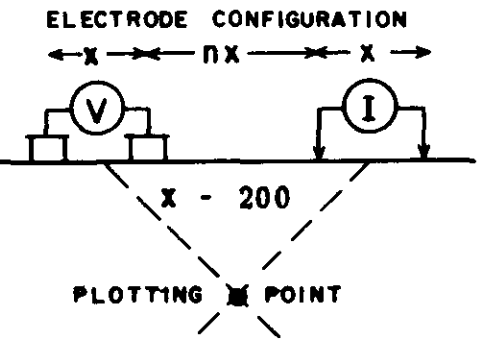 ELECTRODE CONFIGURATION
x nx x
V I
x - 200
PLOTTING POINT